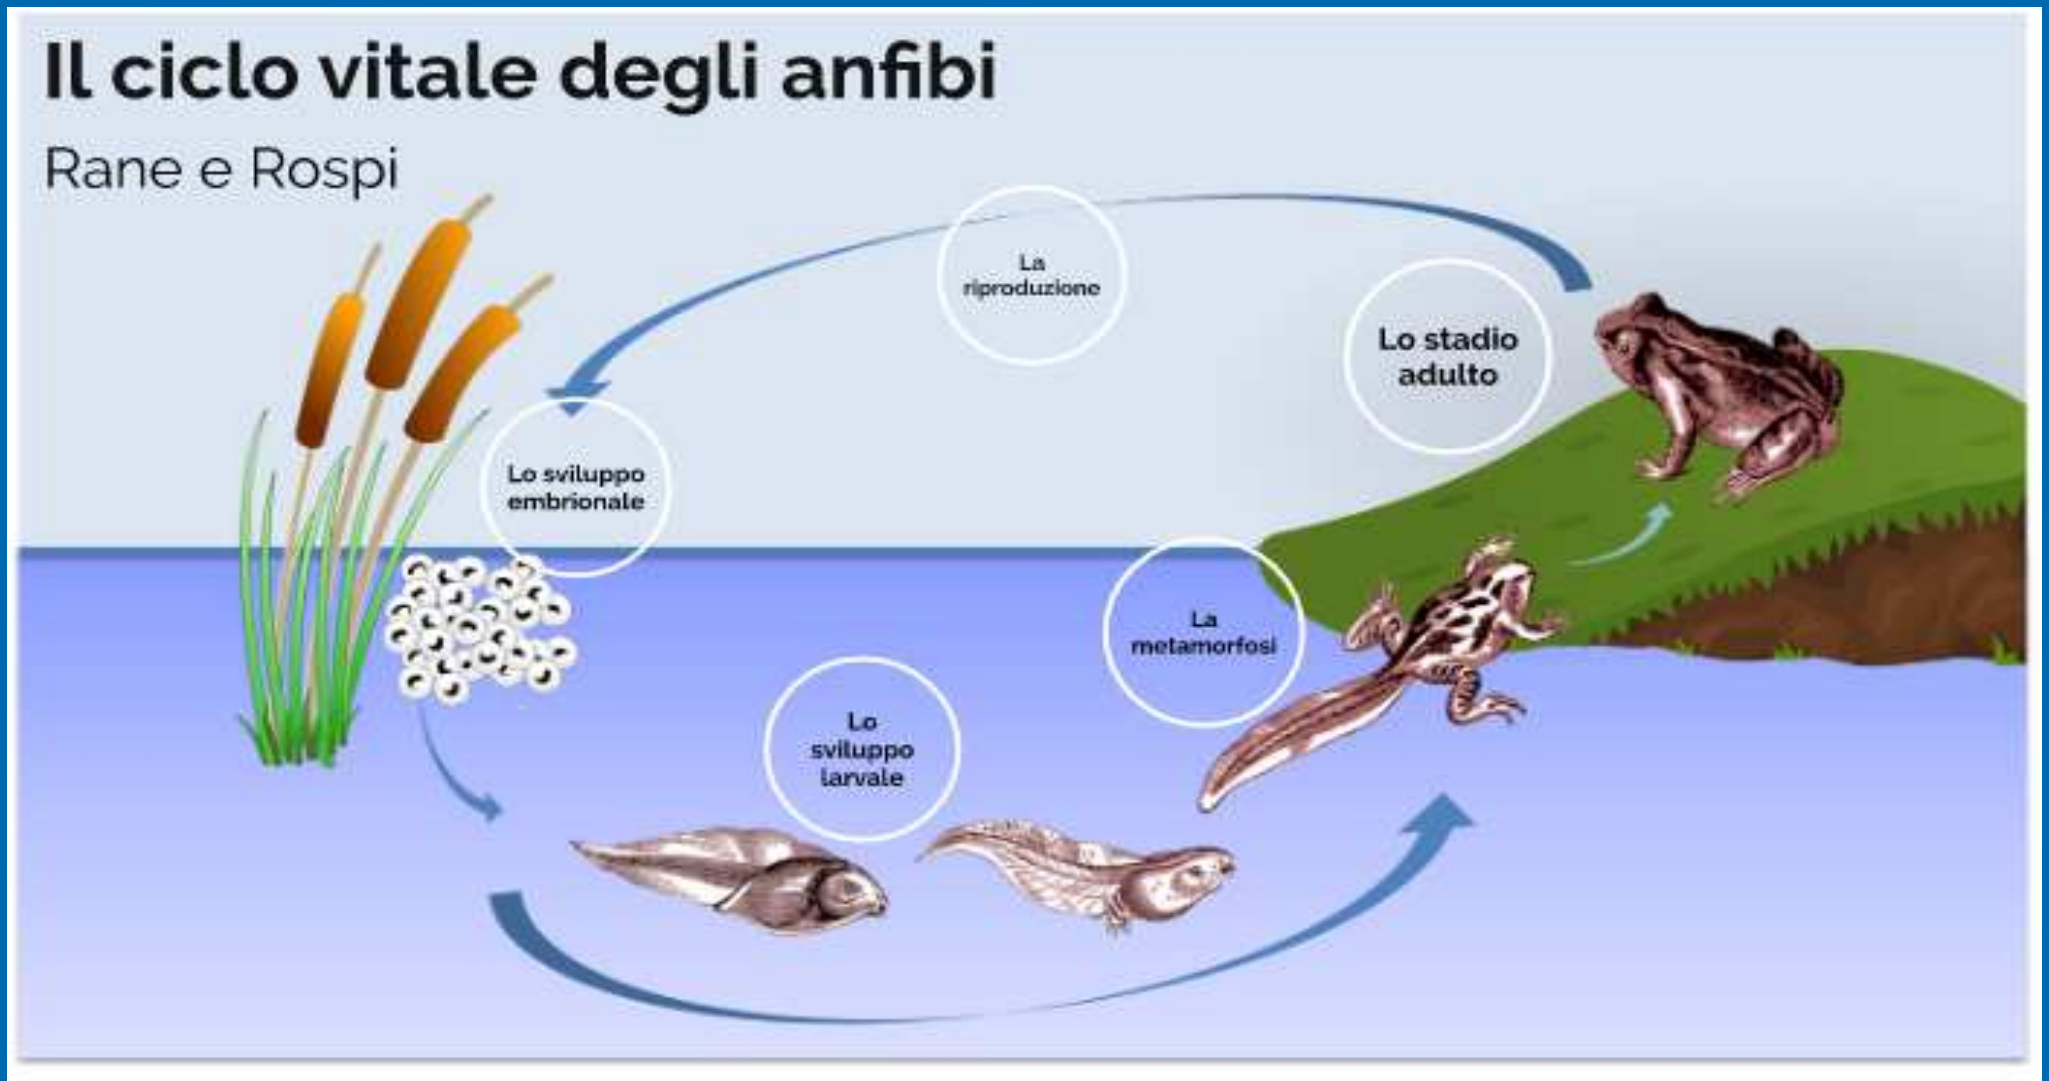 Il ciclo vitale degli anfibi
Rane e Rospi
La
riproduzione
Lo stadio
adulto
Lo sviluppo
embrionale
La
metamorfosi
Lo
sviluppo
larvale